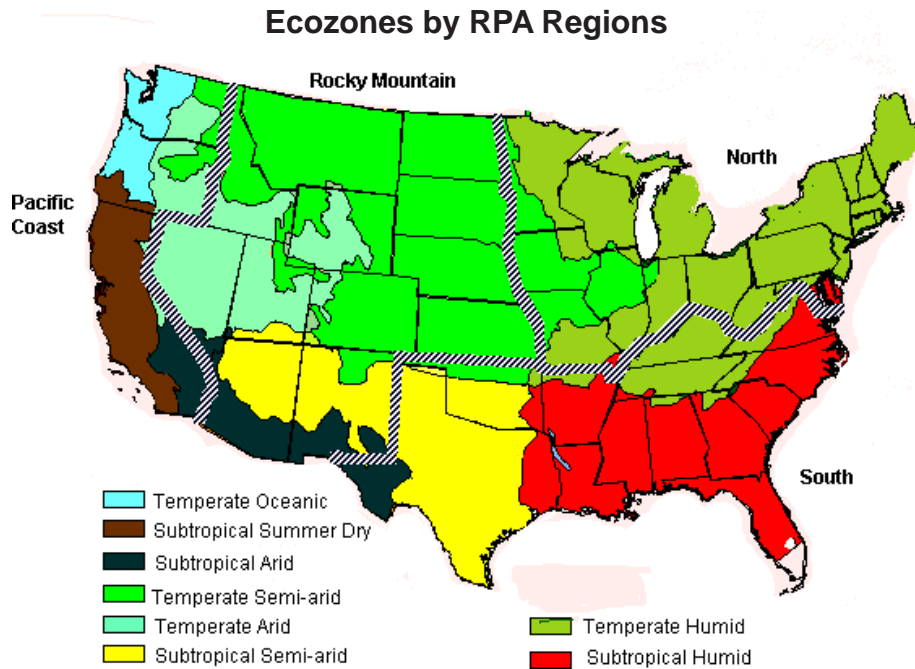 Ecozones by RPA Regions
Rocky Mountain
North
Pacific
Coast
South
Temperate Oceanic
Subtropical Summer Dry
Subtropical Arid
Temperate Semi-arid
Temperate Arid
Subtropical Semi-arid
Temperate Humid
Subtropical Humid